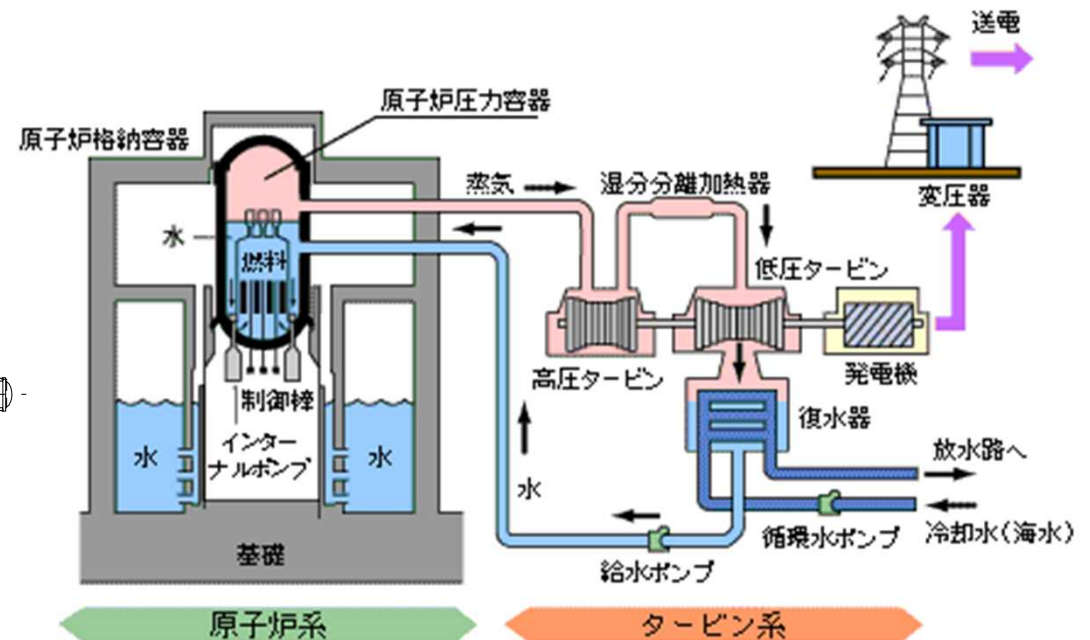 送電
原子炉圧力容器
原子炉格納容器
蒸気
湿分分離加熱器
変圧器
水
燃料
低圧タービン
高圧タービン
発電機
制御棒
復水器
インター
ナルポンプ
水
水
放水路へ
水
循環水ポンプ
冷却水(海水)
基礎
給水ポンプ
原子炉系
タービン系